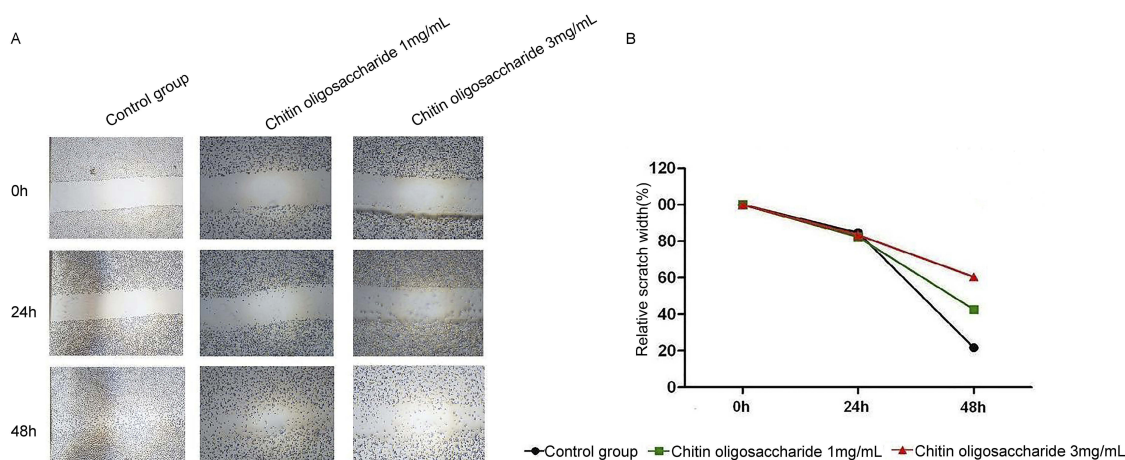 A
Control group
Chitin oligosaccharide 1mg/mL
Chitin oligosaccharide 3mg/mL
0h
24h
48h
B
Relative scratch width(%)
120
00
80
60
40
20
0
0h
24h
48h
Control group
Chitin oligosaccharide 1mg/mL
Chitin oligosaccharide 3mg/mL